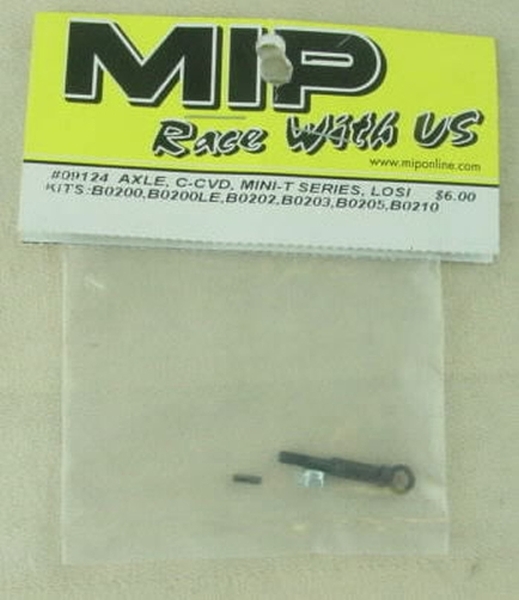 MIP
Race With US
www.miponline.com
#09124 AXLE, C-CVD, MINI-T SERIES, LOSI $6.00
KITS:B0200,B0200LE,B0202,B0203,B0205,B0210